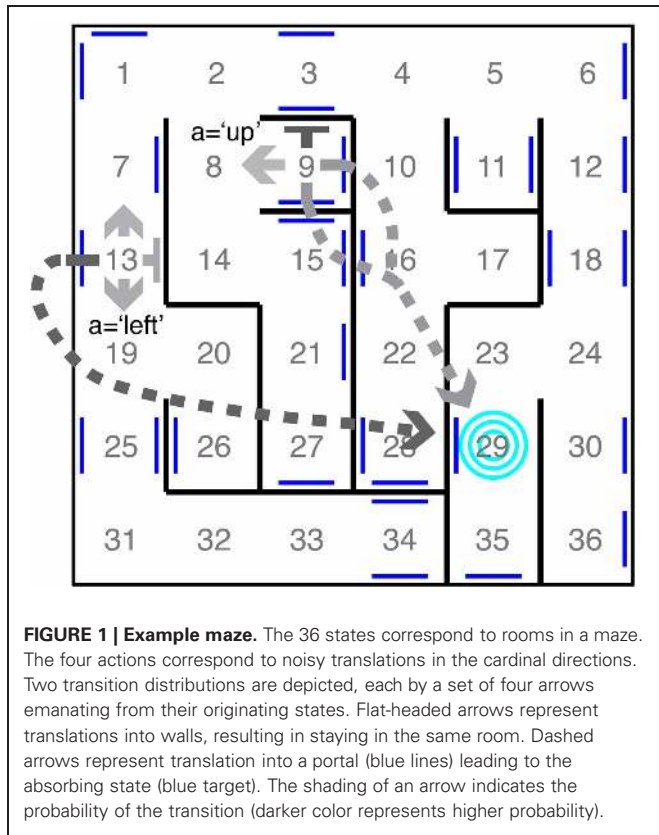 1 2 3 4 5 6
a='up'
7 8 9 10 11 12
13 14 15 16 17 18
a='left'
19 20 21 22 23 24
25 26 27 28 29 30
31 32 33 34 35 36
FIGURE 1 | Example maze. The 36 states correspond to rooms in a maze.
The four actions correspond to noisy translations in the cardinal directions.
Two transition distributions are depicted, each by a set of four arrows
emanating from their originating states. Flat-headed arrows represent
translations into walls, resulting in staying in the same room. Dashed
arrows represent translation into a portal (blue lines) leading to the
absorbing state (blue target). The shading of an arrow indicates the
probability of the transition (darker color represents higher probability).